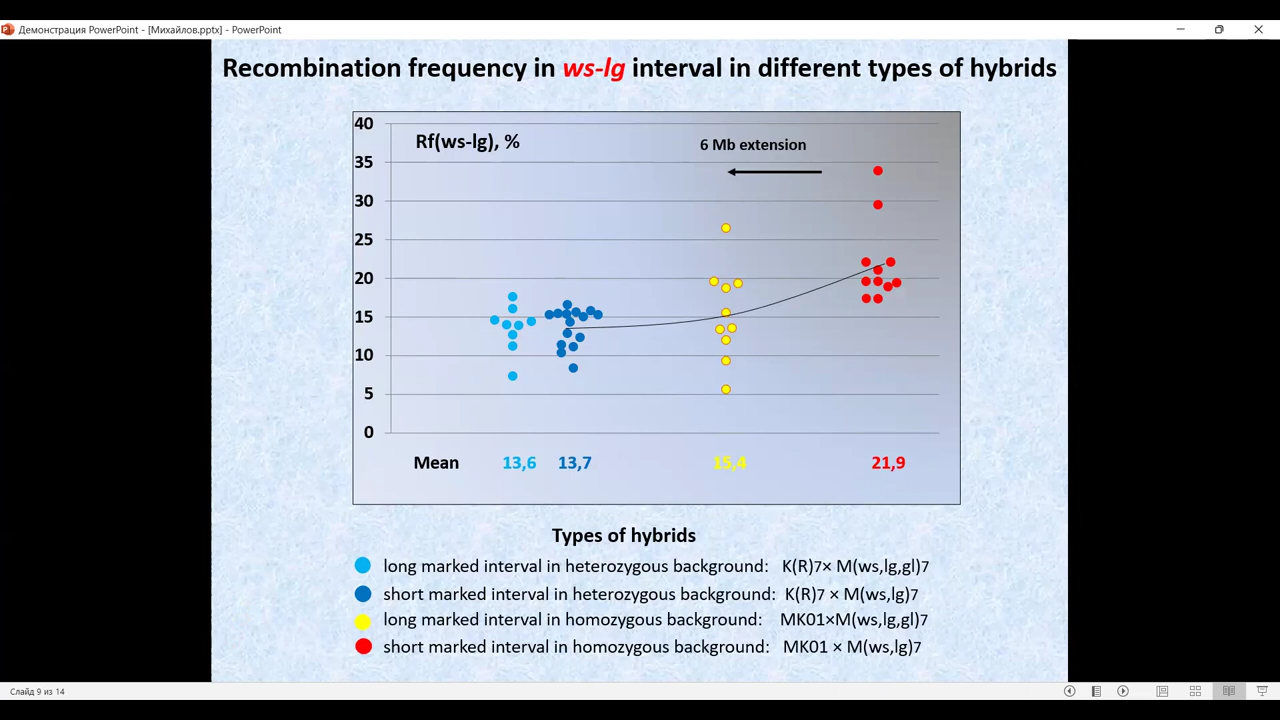 Демонстрация PowerPoint - [Михайлов.pptx] - PowerPoint
Recombination frequency in ws-lg interval in different types of hybrids
40
Rf(ws-lg), %
6 Mb extension
35
30
25
20
15
10
5
0
Mean 13,6 13,7 15,4 21,9
Types of hybrids
long marked interval in heterozygous background: K(R)7× M(ws,lg,gl)7
short marked interval in heterozygous background: K(R)7 × M(ws,lg)7
long marked interval in homozygous background: MK01×M(ws,lg,gl)7
short marked interval in homozygous background: MK01 × M(ws,lg)7
Слайд 9 из 14